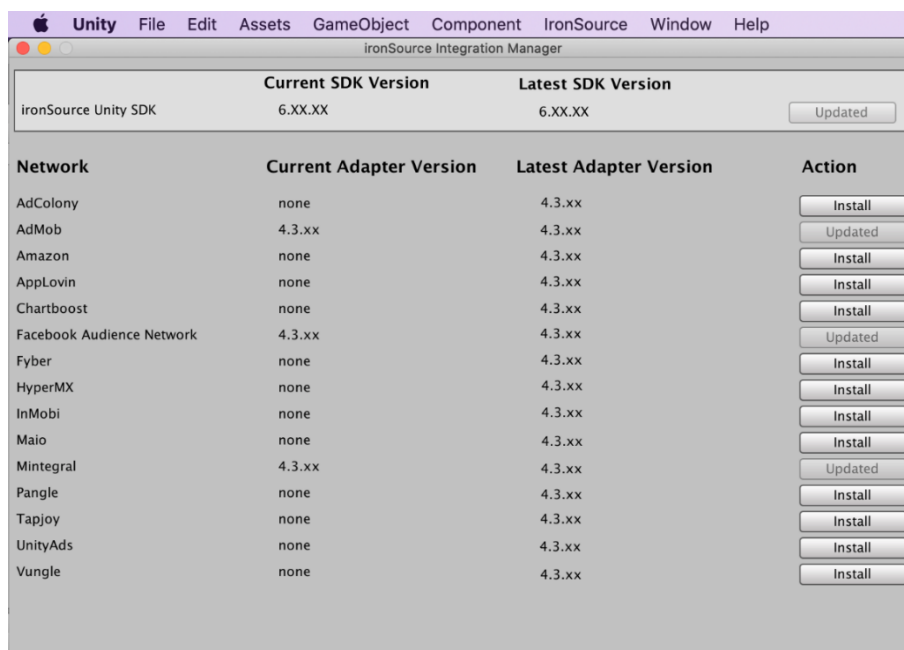 Unity File Edit Assets GameObject Component IronSource Window Help
ironSource Integration Manager
Current SDK Version Latest SDK Version
ironSource Unity SDK 6.XX.XX 6.XX.XX Updated
Network Current Adapter Version Latest Adapter Version Action
AdColony none 4.3.xx Install
AdMob 4.3.xx 4.3.xx Updated
Amazon none 4.3.xx Install
AppLovin none 4.3.xx Install
Chartboost none 4.3.xx Install
Facebook Audience Network 4.3.xx 4.3.xx Updated
Fyber none 4.3.xx Install
HyperMX none 4.3.xx Install
InMobi none 4.3.xx Install
Maio none 4.3.xx Install
Mintegral 4.3.xx 4.3.xx Updated
Pangle none 4.3.xx Install
Tapjoy none 4.3.xx Install
UnityAds none 4.3.xx Install
Vungle none 4.3.xx Install